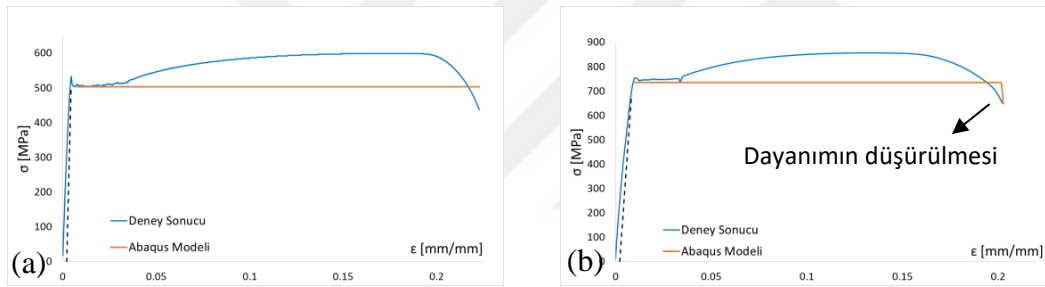 σ [MPa]
600
500
400
300
200
100
0
0
0.05
0.1
0.15
0.2
ε [mm/mm]
Deney Sonucu
Abaqus Modeli
(a)
σ [MPa]
900
800
700
600
500
400
300
200
100
0
0
0.05
0.1
0.15
0.2
ε [mm/mm]
Dayanımın düşürülmesi
Deney Sonucu
Abaqus Modeli
(b)